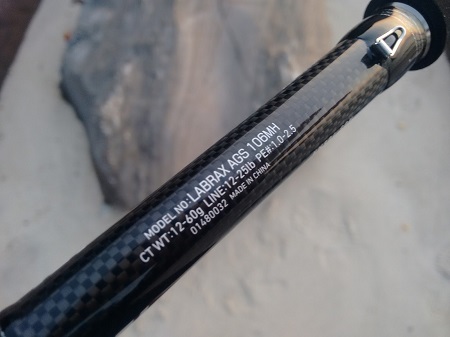 MODEL NO:LABRAX AGS 106MH
CT WT:12-60g LINE:12-25lb PE#:1.0-2.5
01480032 MADE IN CHINA